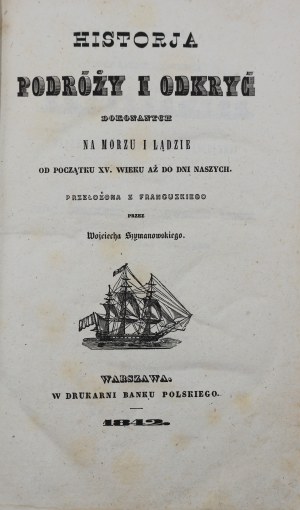 HISTORJA
PODRÓŻY I ODKRYĆ
DOKONANYCH
NA MORZU I LĄDZIE
OD POCZĄTKU XV. WIEKU AŻ DO DNI NASZYCH.
PRZEŁOŻONA Z FRANCUZKIEGO
PRZEZ
Wojciecha Szymanowskiego.
WARSZAWA.
W DRUKARNI BANKU POLSKIEGO.
1842.